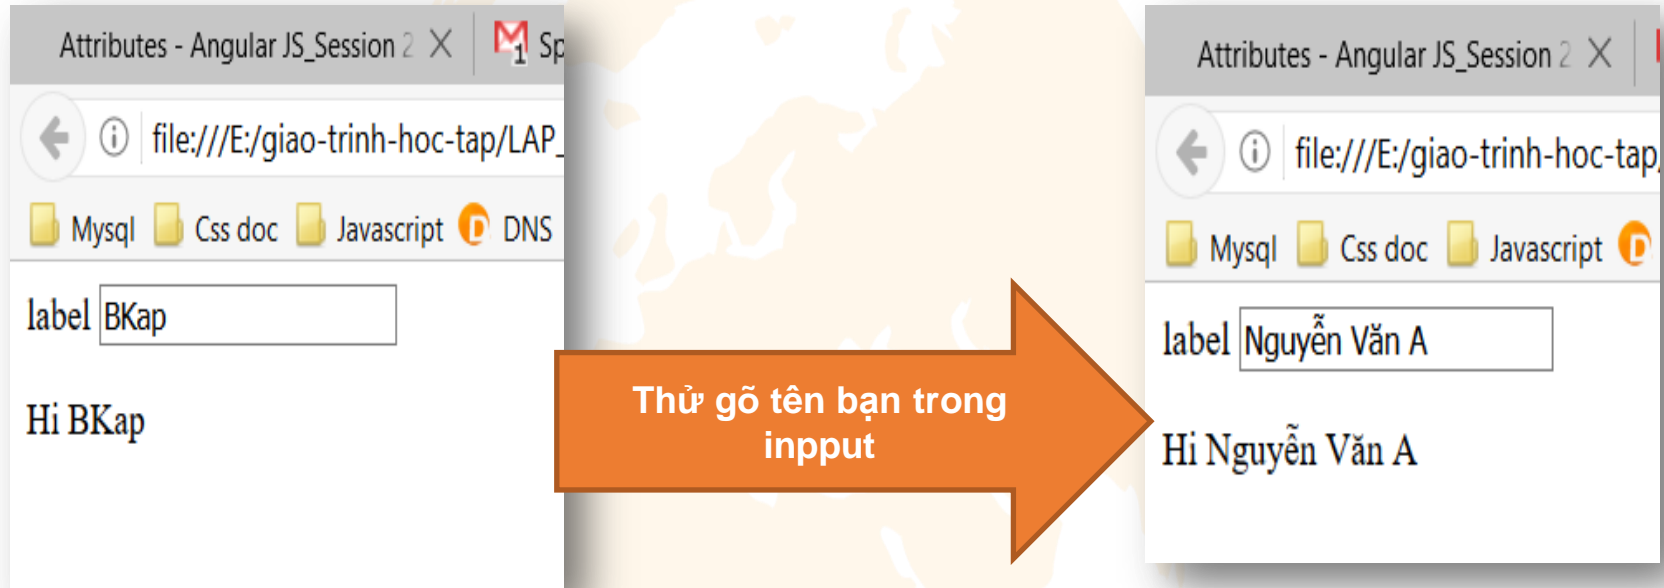 Attributes - Angular JS_Session 2
1 Sp
file:///E:/giao-trinh-hoc-tap/LAP_
Mysql Css doc Javascript DNS
label BKap
Hi BKap
Thử gõ tên bạn trong
inpput
Attributes - Angular JS_Session 2
file:///E:/giao-trinh-hoc-tap/
Mysql Css doc Javascript
label Nguyễn Văn A
Hi Nguyễn Văn A